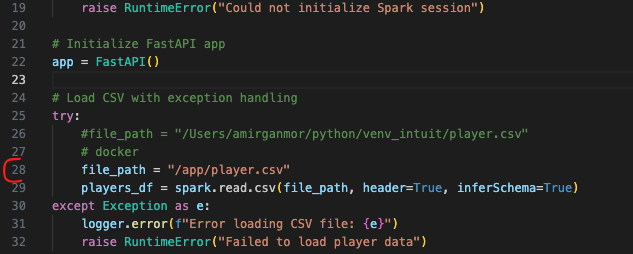 19 raise RuntimeError("Could not initialize Spark session")
20
21 # Initialize FastAPI app
22 app = FastAPI()
23
24 # Load CSV with exception handling
25 try:
26 #file_path = "/Users/amirganmor/python/venv_intuit/player.csv"
27 # docker
28 file_path = "/app/player.csv"
29 players_df = spark.read.csv(file_path, header=True, inferSchema=True)
30 except Exception as e:
31 logger.error(f"Error loading CSV file: {e}")
32 raise RuntimeError("Failed to load player data")